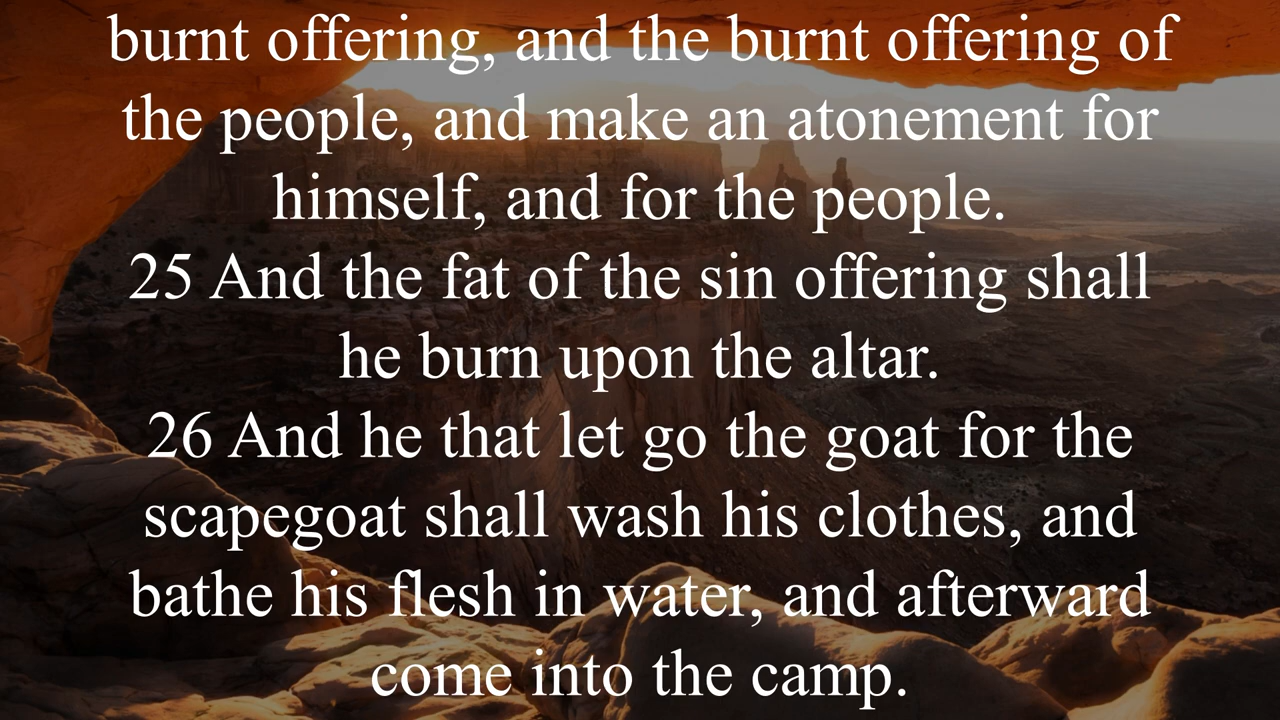 burnt offering, and the burnt offering of
the people, and make an atonement for
himself, and for the people.
25 And the fat of the sin offering shall
he burn upon the altar.
26 And he that let go the goat for the
scapegoat shall wash his clothes, and
bathe his flesh in water, and afterward
come into the camp.